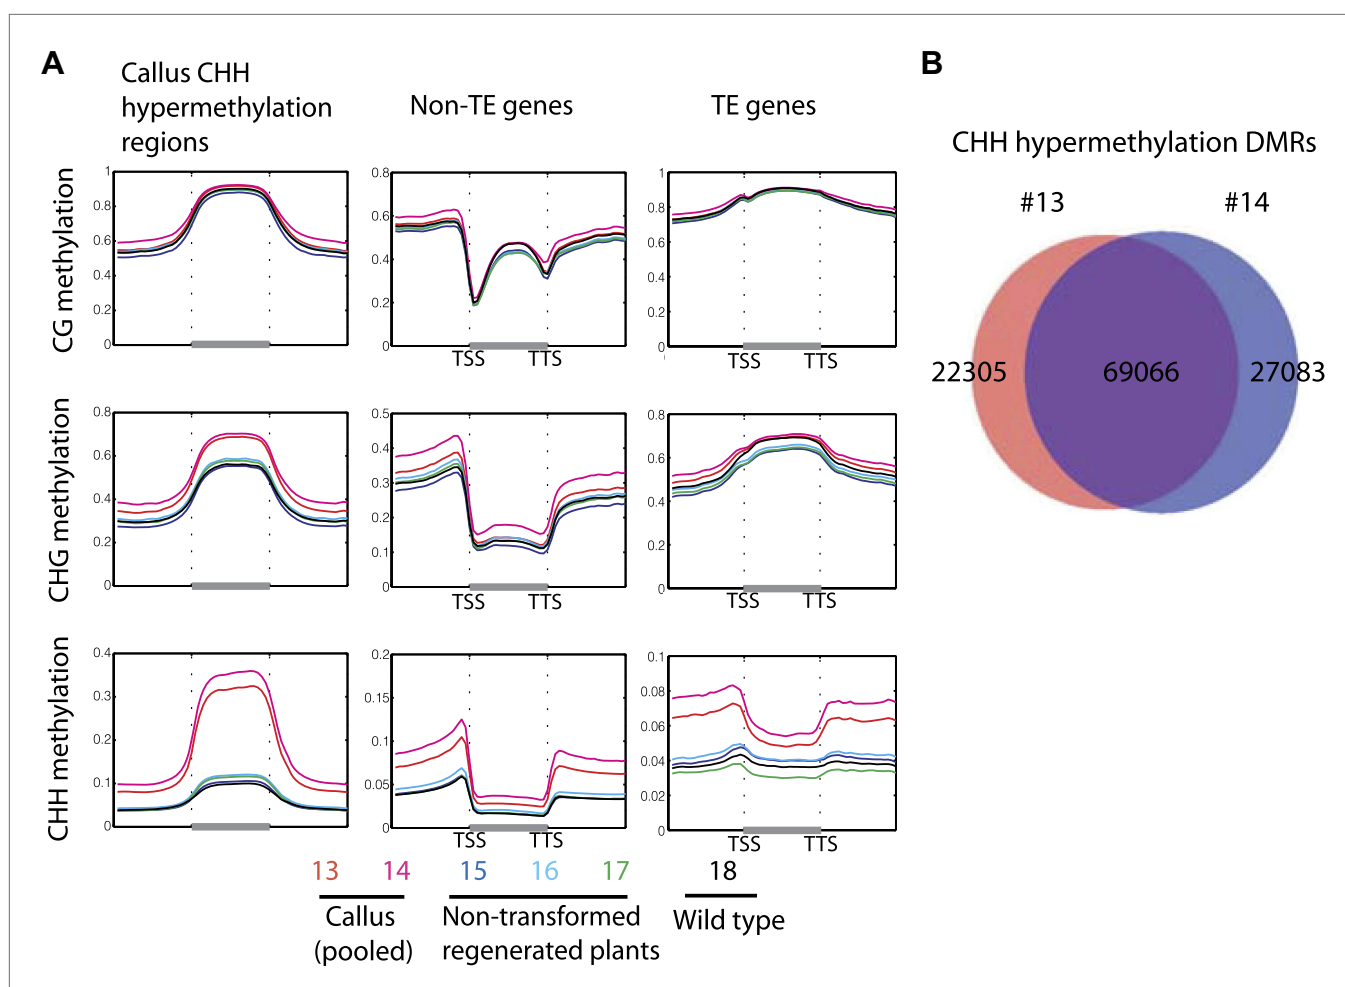 A
B
Callus CHH
hypermethylation
regions
Non-TE genes
TE genes
CHH hypermethylation DMRs
#13
#14
22305
69066
27083
CG methylation
1
0.8
0.6
0.4
0.2
0
0.8
0.6
0.4
0.2
0
TSS
TTS
1
0.8
0.6
0.4
0.2
0
TSS
TTS
CHG methylation
0.8
0.6
0.4
0.2
0
0.5
0.4
0.3
0.2
0.1
0
TSS
TTS
0.8
0.6
0.4
0.2
0
TSS
TTS
CHH methylation
0.4
0.3
0.2
0.1
0
0.2
0.15
0.1
0.05
0
TSS
TTS
0.1
0.08
0.06
0.04
0.02
0
TSS
TTS
13 14 15 16 17 18
Callus
(pooled)
Non-transformed
regenerated plants
Wild type